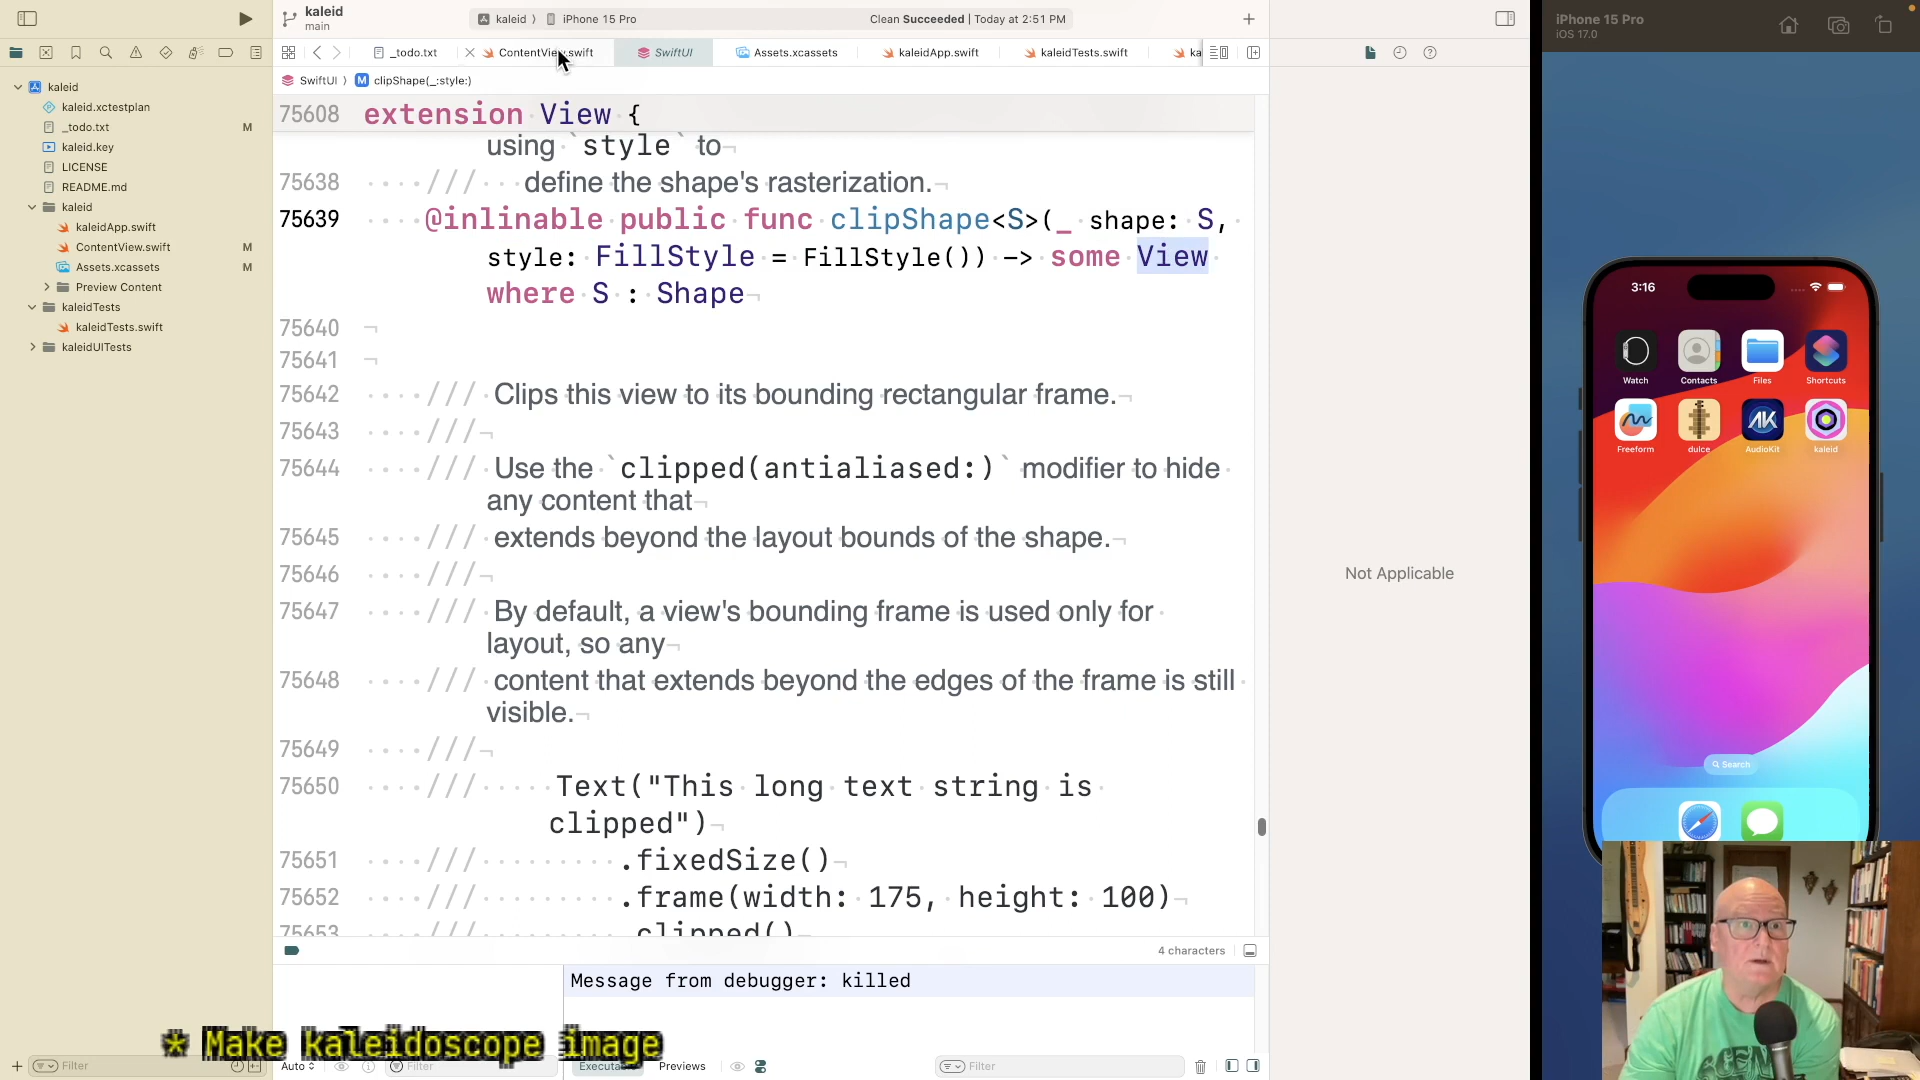 kaleid
main
kaleid
iPhone 15 Pro
Clean Succeeded | Today at 2:51 PM
_todo.txt
ContentView.swift
SwiftUI
Assets.xcassets
kaleidApp.swift
kaleidTests.swift
ka
SwiftUI
M
clipShape(_:style:)
kaleid
kaleid.xctestplan
_todo.txt
M
kaleid.key
LICENSE
README.md
kaleid
kaleidApp.swift
ContentView.swift
M
Assets.xcassets
M
Preview Content
kaleidTests
kaleidTests.swift
kaleidUITests
Filter
75608 extension View {
using `style` to
75638 /// define the shape's rasterization.
75639 @inlinable public func clipShape<S>(_ shape: S,
style: FillStyle = FillStyle()) -> some View
where S : Shape
75640
75641
75642 /// Clips this view to its bounding rectangular frame.
75643 ///
75644 /// Use the `clipped(antialiased:)` modifier to hide
any content that
75645 /// extends beyond the layout bounds of the shape.
75646 ///
75647 /// By default, a view's bounding frame is used only for
layout, so any
75648 /// content that extends beyond the edges of the frame is still
visible.
75649 ///
75650 /// Text("This long text string is
clipped")
75651 /// .fixedSize()
75652 /// .frame(width: 175, height: 100)
75653 /// .clipped()
4 characters
Message from debugger: killed
* Make kaleidoscope image
Auto
Filter
Previews
Filter
Not Applicable
iPhone 15 Pro
iOS 17.0
3:16
Watch
Contacts
Files
Shortcuts
Freeform
dulce
AK
AudioKit
kaleid
Search